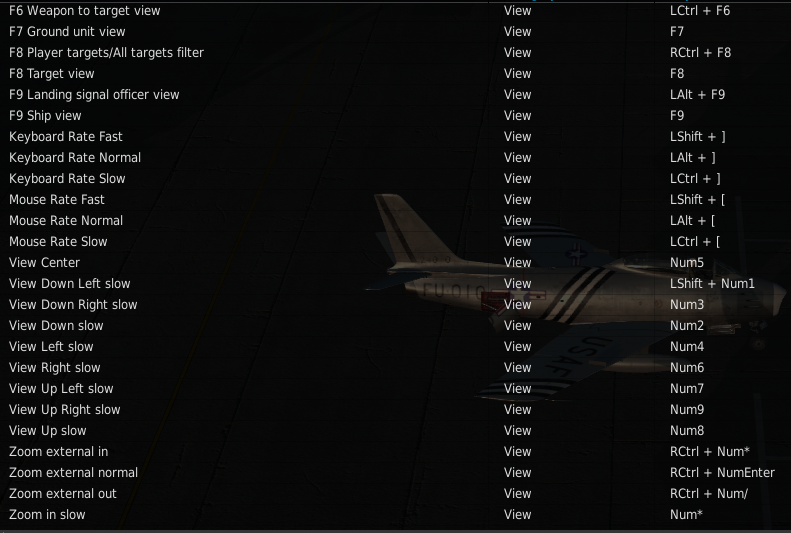 F6 Weapon to target view View LCtrl + F6
F7 Ground unit view View F7
F8 Player targets/All targets filter View RCtrl + F8
F8 Target view View F8
F9 Landing signal officer view View LAlt + F9
F9 Ship view View F9
Keyboard Rate Fast View LShift + ]
Keyboard Rate Normal View LAlt + ]
Keyboard Rate Slow View LCtrl + ]
Mouse Rate Fast View LShift + [
Mouse Rate Normal View LAlt + [
Mouse Rate Slow View LCtrl + [
View Center View Num5
View Down Left slow View LShift + Num1
View Down Right slow View Num3
View Down slow View Num2
View Left slow View Num4
View Right slow View Num6
View Up Left slow View Num7
View Up Right slow View Num9
View Up slow View Num8
Zoom external in View RCtrl + Num*
Zoom external normal View RCtrl + NumEnter
Zoom external out View RCtrl + Num/
Zoom in slow View Num*
USAF